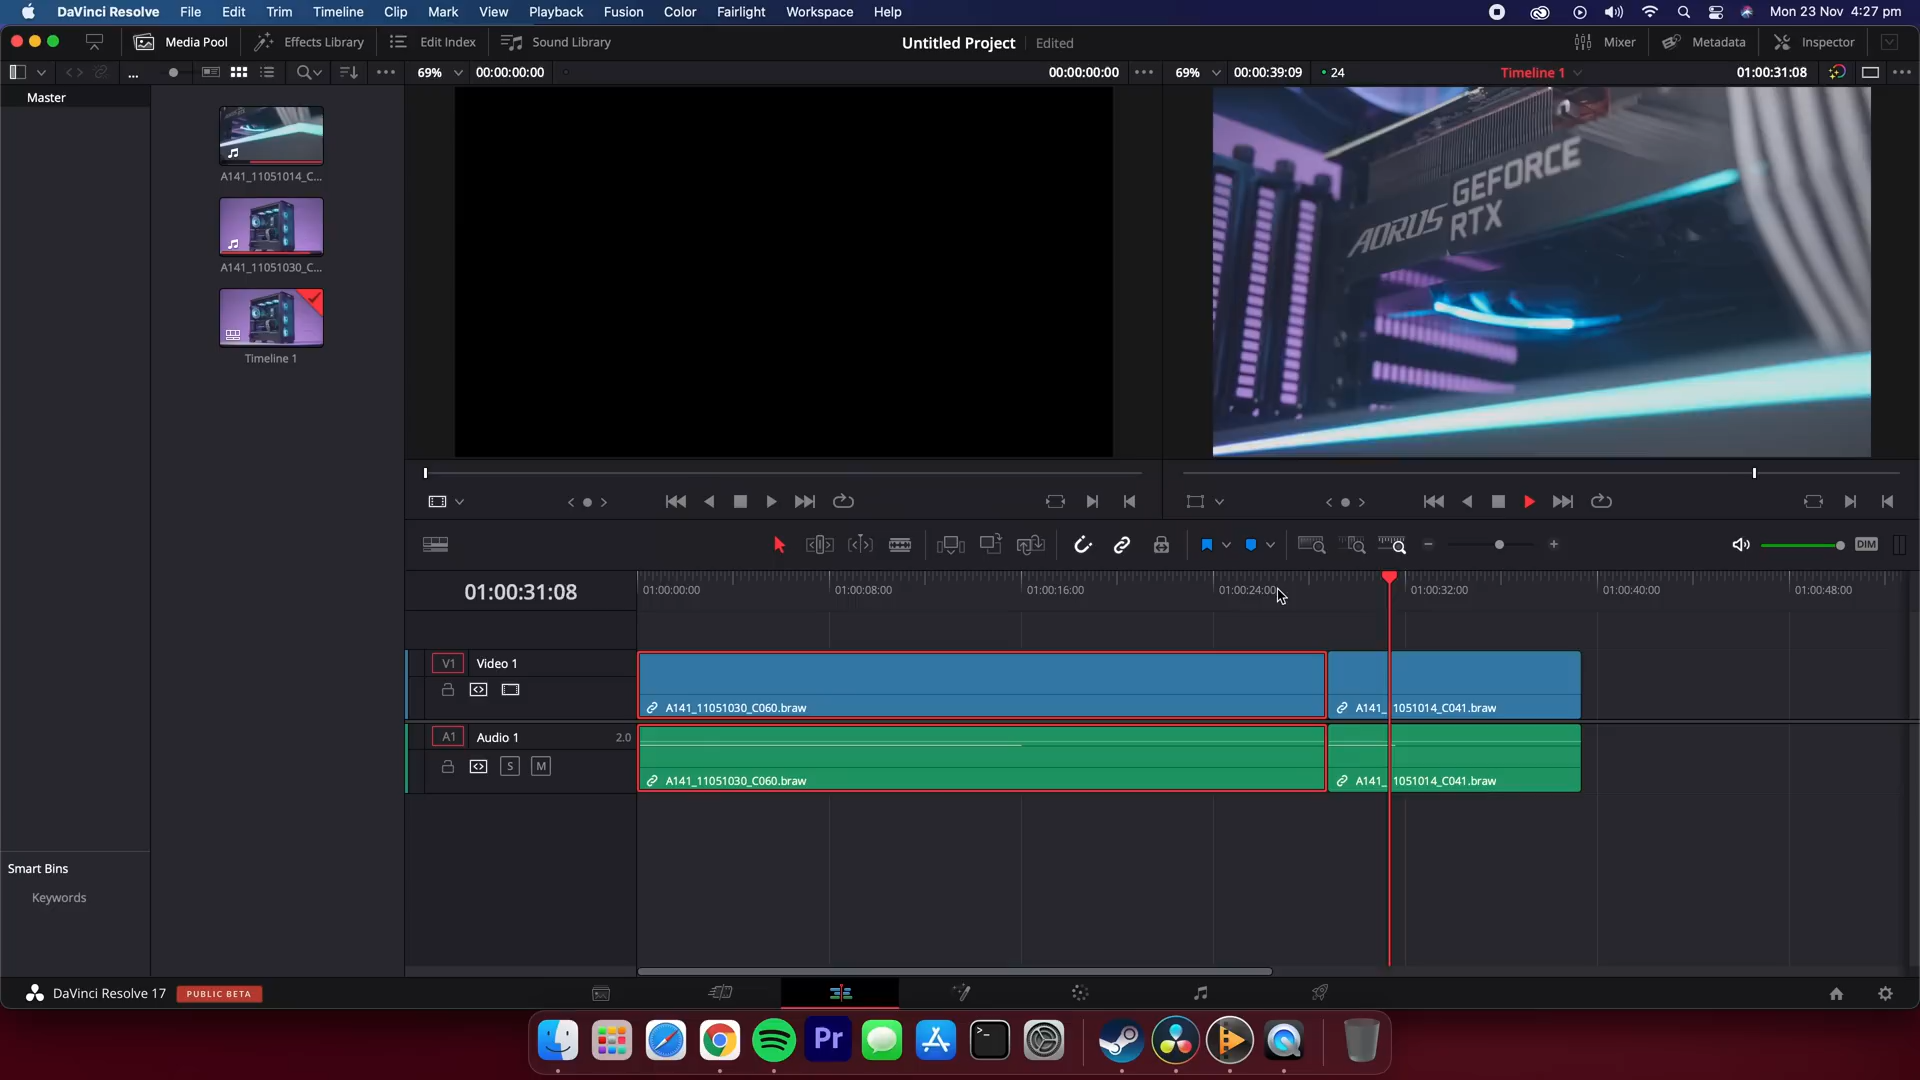 DaVinci Resolve File Edit Trim Timeline Clip Mark View Playback Fusion Color Fairlight Workspace Help Mon 23 Nov 4:27 pm
Media Pool Effects Library Edit Index Sound Library Untitled Project Edited Mixer Metadata Inspector
69% 00:00:00:00 00:00:00:00 69% 00:00:39:09 24 Timeline 1 01:00:31:08
Master
A141_11051014_C...
A141_11051030_C...
Timeline 1
AORUS GEFORCE
RTX
DIM
01:00:31:08 01:00:00:00 01:00:08:00 01:00:16:00 01:00:24:00 01:00:32:00 01:00:40:00 01:00:48:00
V1 Video 1
A141_11051030_C060.braw A141_11051014_C041.braw
A1 Audio 1 2.0
S M
A141_11051030_C060.braw A141_11051014_C041.braw
Smart Bins
Keywords
DaVinci Resolve 17 PUBLIC BETA
Pr